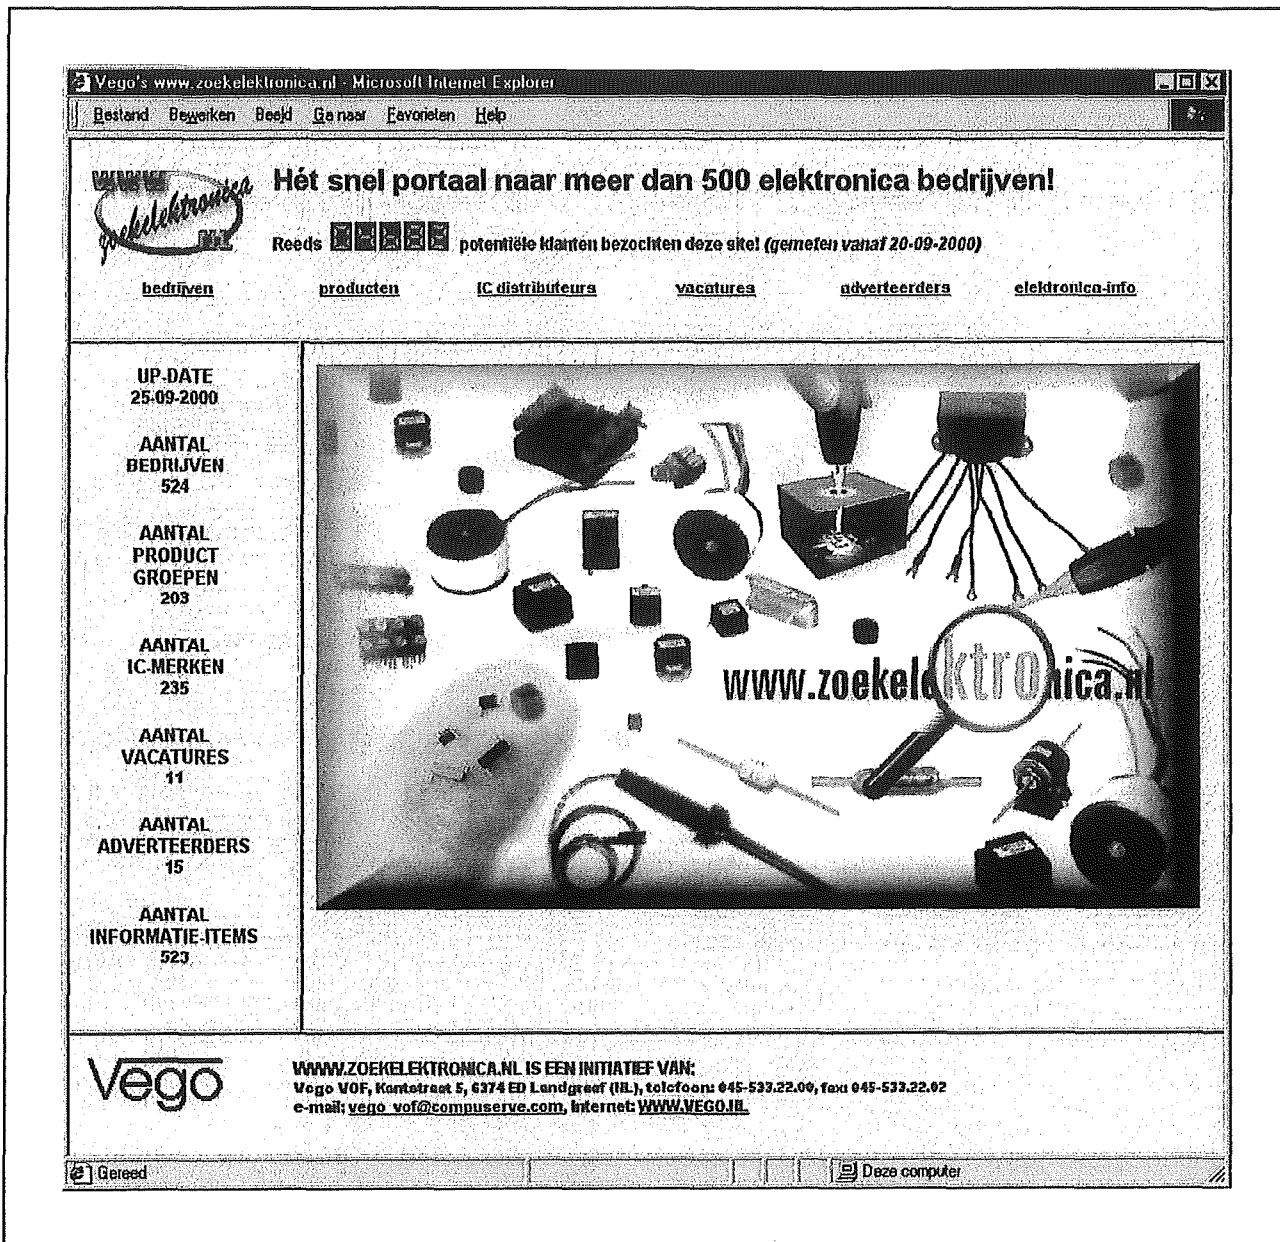 Vego's www.zoekelektronica.nl - Microsoft Internet Explorer
Bestand Bewerken Beeld Ga naar Favorieten Help
www
zoekelektronica
Hét snel portaal naar meer dan 500 elektronica bedrijven!
Reeds potentiële klanten bezochten deze site! (gemeten vanaf 20-09-2000)
bedrijven producten IC distributeurs vacatures adverteerders elektronica-info
UP-DATE
25-09-2000
AANTAL
BEDRIJVEN
524
AANTAL
PRODUCT
GROEPEN
203
AANTAL
IC-MERKEN
235
AANTAL
VACATURES
11
AANTAL
ADVERTEERDERS
15
AANTAL
INFORMATIE-ITEMS
523
www.zoekelektronica.nl
Vego
WWW.ZOEKELEKTRONICA.NL IS EEN INITIATIEF VAN:
Vego VOF, Kantstraat 5, 6374 ED Landgraaf (NL), telefoon: 045-533.22.00, fax: 045-533.22.02
e-mail: vego_vof@compuserve.com, Internet: WWW.VEGO.NL
Gereed Deze computer